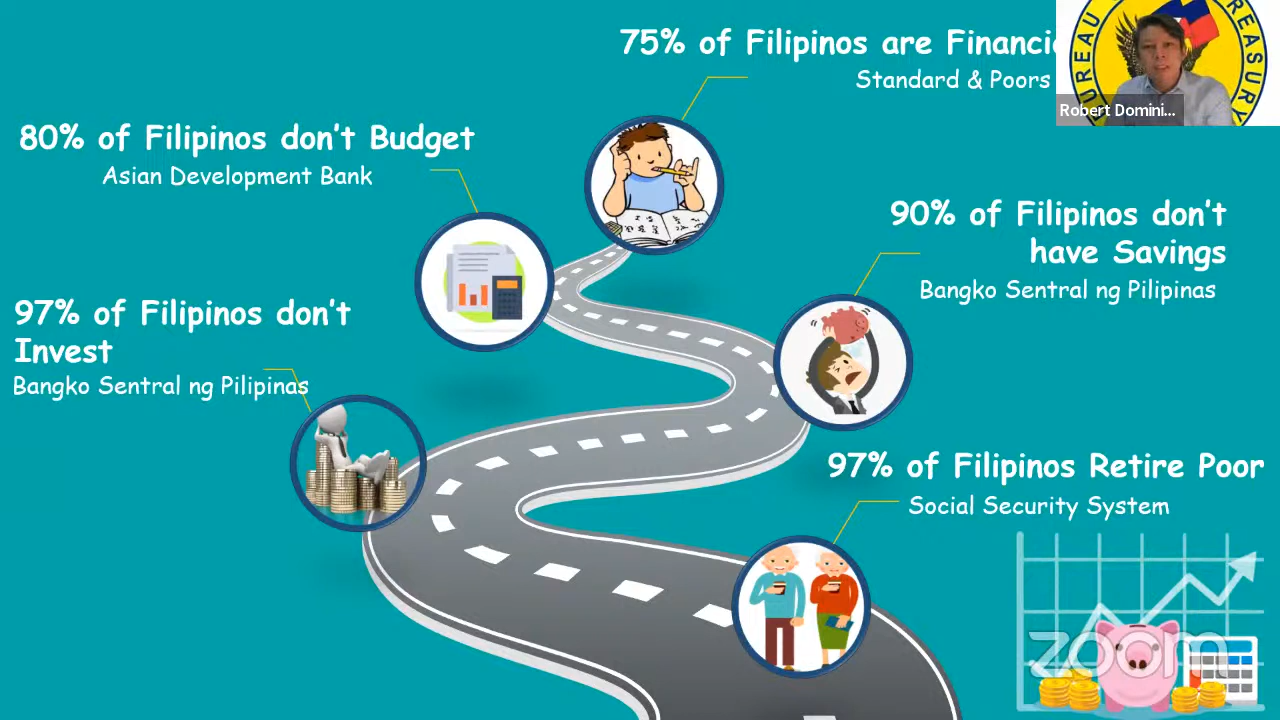 75% of Filipinos are
Standard & Poors
80% of Filipinos don't Budget
Asian Development Bank
90% of Filipinos don't
have Savings
Bangko Sentral ng Pilipinas
97% of Filipinos don't
Invest
Bangko Sentral ng Pilipinas
97% of Filipinos Retire Poor
Social Security System
Robert Domini...
zoom